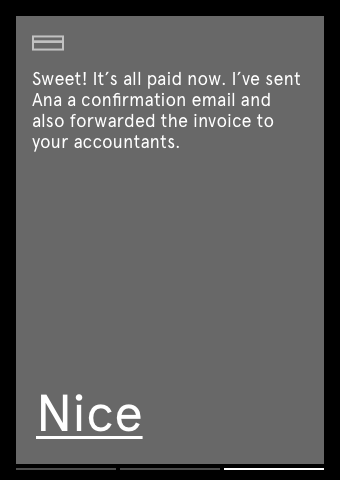 Sweet! It's all paid now. I've sent
Ana a confirmation email and
also forwarded the invoice to
your accountants.
Nice